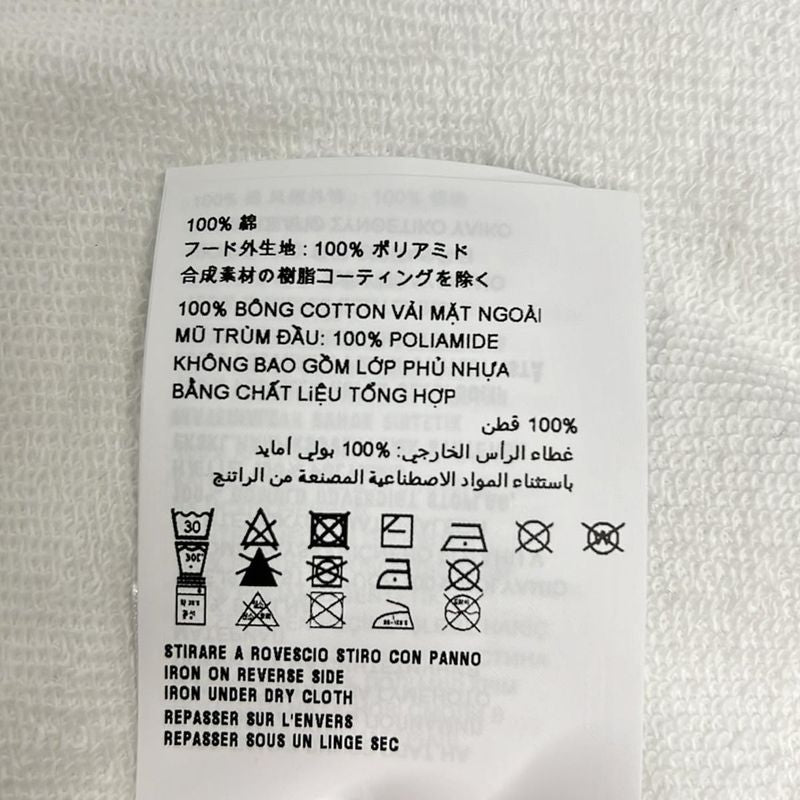 100% 綿
フード外生地 : 100% ポリアミド
合成素材の樹脂コーティングを除く
100% BÔNG COTTON VẢI MẶT NGOÀI
MŨ TRÙM ĐẦU: 100% POLIAMIDE
KHÔNG BAO GỒM LỚP PHỦ NHỰA
BẰNG CHẤT LiỆU TỔNG HỢP
100% قطن
غطاء الرأس الخارجي: 100% بولي أمايد
باستثناء المواد الاصطناعية المصنعة من الراتنج
30
W
STIRARE A ROVESCIO STIRO CON PANNO
IRON ON REVERSE SIDE
IRON UNDER DRY CLOTH
REPASSER SUR L'ENVERS
REPASSER SOUS UN LINGE SEC